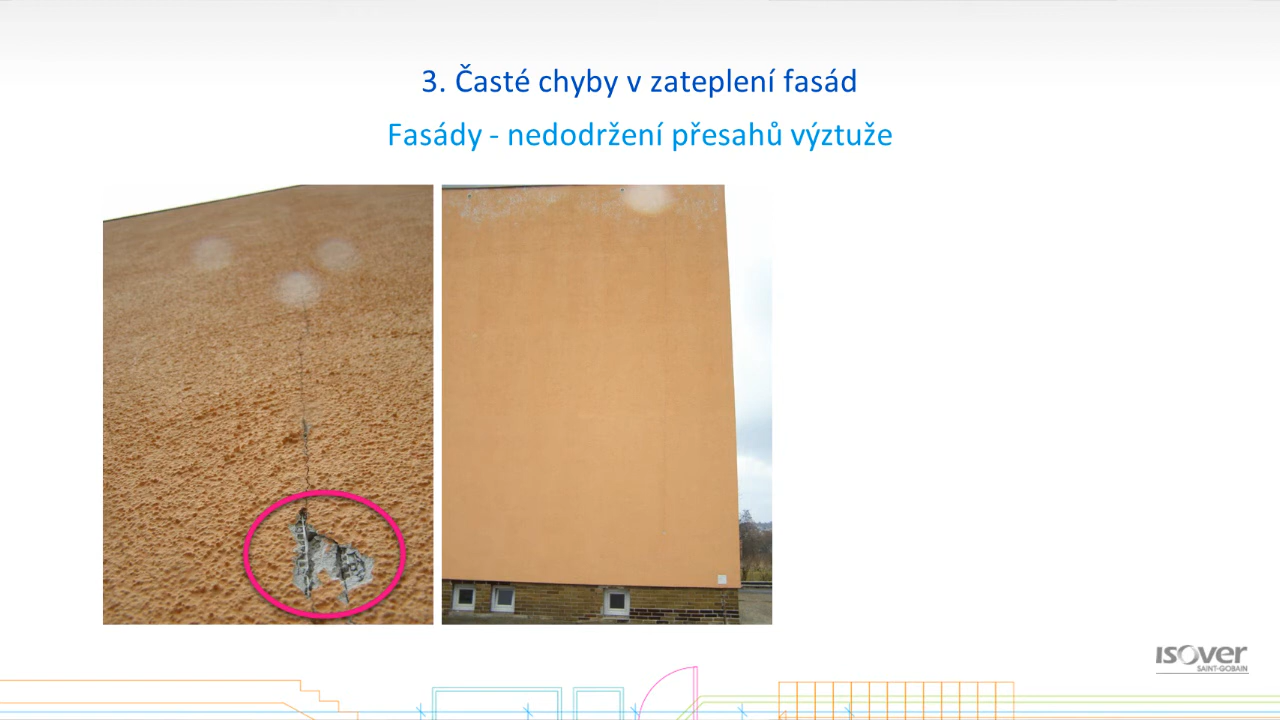 3. Časté chyby v zateplení fasád
Fasády - nedodržení přesahů výztuže
ISOVER
SAINT-GOBAIN